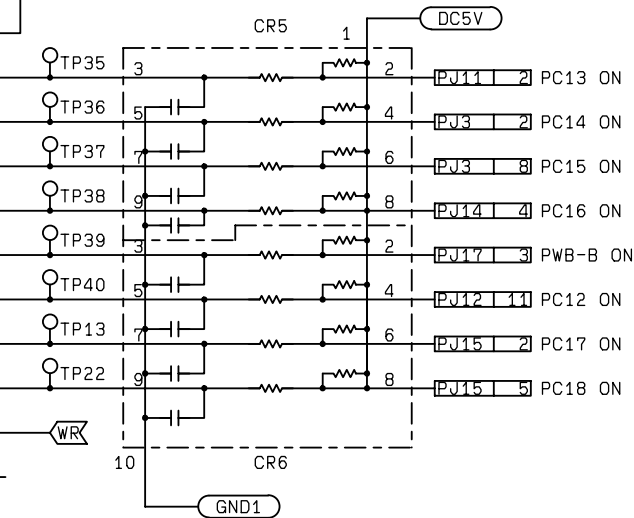 DC5V
CR5
1
TP35 3 2 PJ11 2 PC13 ON
TP36 5 4 PJ3 2 PC14 ON
TP37 7 6 PJ3 8 PC15 ON
TP38 9 8 PJ14 4 PC16 ON
TP39 3 2 PJ17 3 PWB-B ON
TP40 5 4 PJ12 11 PC12 ON
TP13 7 6 PJ15 2 PC17 ON
TP22 9 8 PJ15 5 PC18 ON
WR
10 CR6
GND1